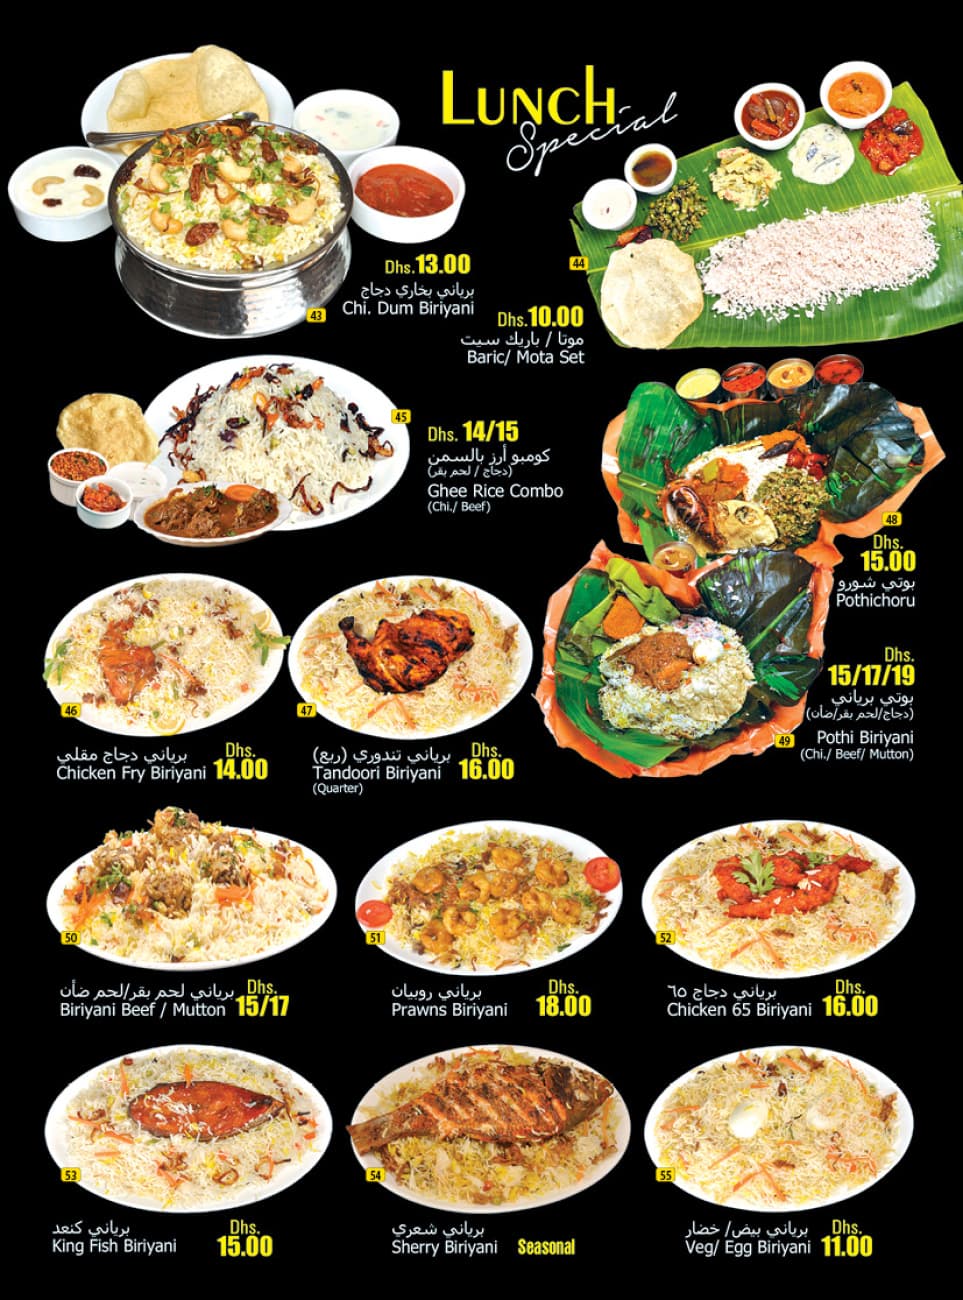 LUNCH
Special
Dhs.13.00
برياني بخاري دجاج
Chi. Dum Biriyani
43
44
Dhs.10.00
موتا / باريك سيت
Baric/ Mota Set
45
Dhs. 14/15
كومبو أرز بالسمن
(دجاج / لحم بقر)
Ghee Rice Combo
(Chi./ Beef)
48
Dhs.
15.00
بوتي شورو
Pothichoru
Dhs.
15/17/19
بوتي برياني
(دجاج/لحم بقر/ضأن)
49
Pothi Biriyani
(Chi./ Beef/ Mutton)
46
برياني دجاج مقلي
Chicken Fry Biriyani
Dhs.
14.00
47
برياني تندوري (ربع)
Tandoori Biriyani
(Quarter)
Dhs.
16.00
50
برياني لحم بقر/لحم ضأن
Biriyani Beef / Mutton
Dhs.
15/17
51
برياني روبيان
Prawns Biriyani
Dhs.
18.00
52
برياني دجاج ٦٥
Chicken 65 Biriyani
Dhs.
16.00
53
برياني كنعد
King Fish Biriyani
Dhs.
15.00
54
برياني شعري
Sherry Biriyani
Seasonal
55
برياني بيض/ خضار
Veg/ Egg Biriyani
Dhs.
11.00